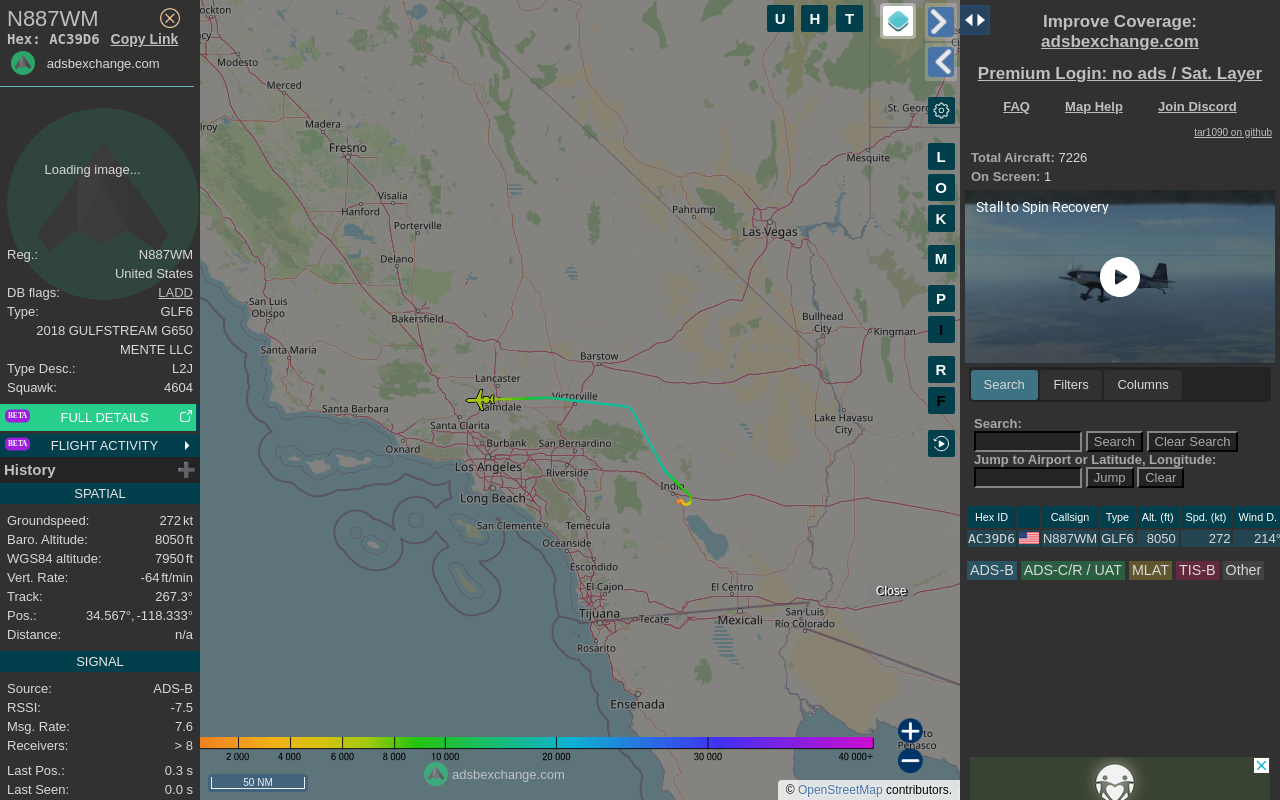 N887WM
Hex: AC39D6 Copy Link
adsbexchange.com
Loading image...
Reg.: N887WM
United States
DB flags: LADD
Type: GLF6
2018 GULFSTREAM G650
MENTE LLC
Type Desc.: L2J
Squawk: 4604
BETA FULL DETAILS
BETA FLIGHT ACTIVITY
History
SPATIAL
Groundspeed: 272 kt
Baro. Altitude: 8050 ft
WGS84 altitude: 7950 ft
Vert. Rate: -64 ft/min
Track: 267.3°
Pos.: 34.567°, -118.333°
Distance: n/a
SIGNAL
Source: ADS-B
RSSI: -7.5
Msg. Rate: 7.6
Receivers: > 8
Last Pos.: 0.3 s
Last Seen: 0.0 s
ockton
Modesto
Merced
Madera
Fresno
lroy
Visalia
Hanford
Porterville
Delano
San Luis
Obispo
Bakersfield
Santa Maria
Santa Barbara
Lancaster
Palmdale
Santa Clarita
Oxnard
Burbank
Los Angeles
Long Beach
Barstow
Victorville
San Bernardino
Riverside
Indio
San Clemente
Temecula
Oceanside
Escondido
El Cajon
Tijuana
Tecate
Rosarito
Ensenada
El Centro
Mexicali
San Luis
Río Colorado
Pahrump
Las Vegas
Mesquite
St. Georg
Bullhead
City
Kingman
Lake Havasu
City
to
Peñasco
U H T
L
O
K
M
P
I
R
F
Close
2 000 4 000 6 000 8 000 10 000 20 000 30 000 40 000+
50 NM
adsbexchange.com
© OpenStreetMap contributors.
Improve Coverage:
adsbexchange.com
Premium Login: no ads / Sat. Layer
FAQ Map Help Join Discord
tar1090 on github
Total Aircraft: 7226
On Screen: 1
Stall to Spin Recovery
Search Filters Columns
Search:
Search Clear Search
Jump to Airport or Latitude, Longitude:
Jump Clear
Hex ID Callsign Type Alt. (ft) Spd. (kt) Wind D.
AC39D6 N887WM GLF6 8050 272 214°
ADS-B ADS-C/R / UAT MLAT TIS-B Other